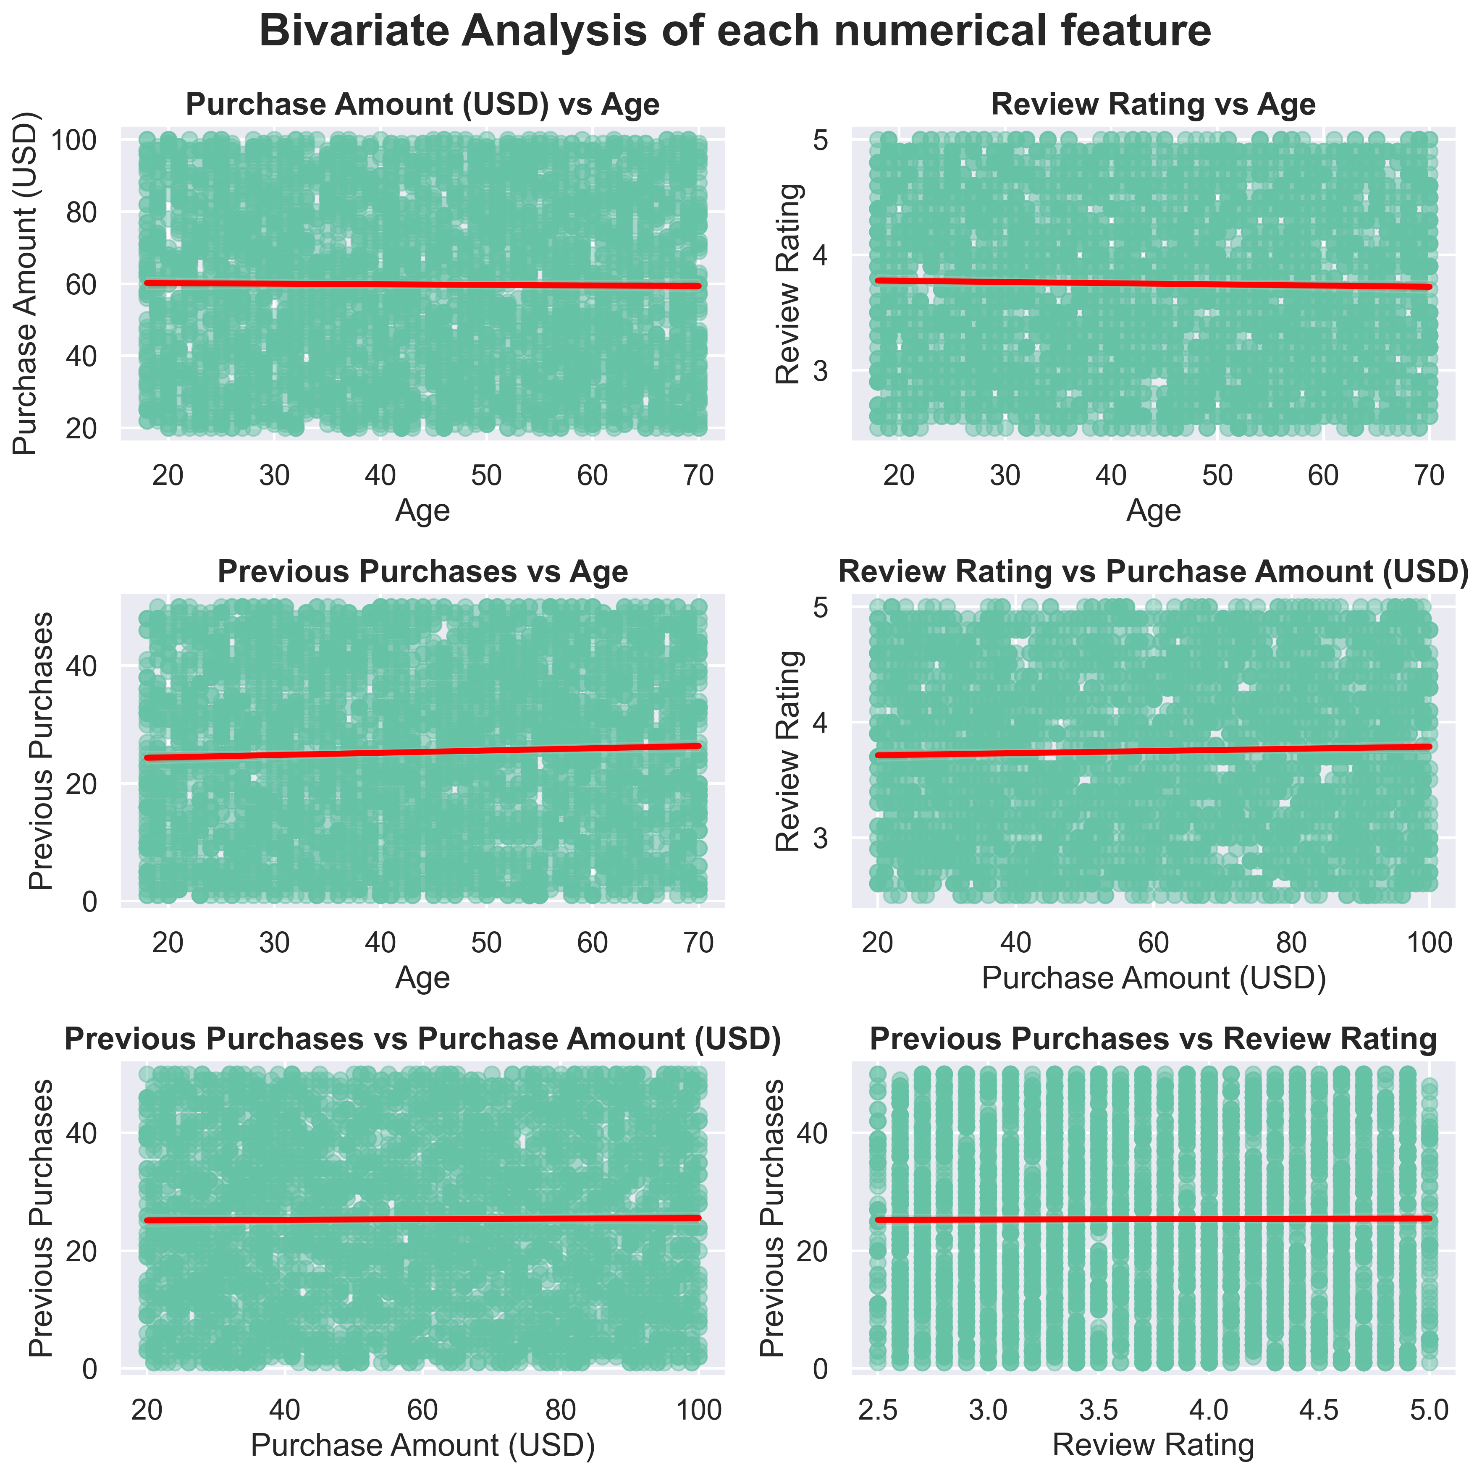 Bivariate Analysis of each numerical feature
Purchase Amount (USD) vs Age
Purchase Amount (USD)
100
80
60
40
20
20 30 40 50 60 70
Age
Review Rating vs Age
Review Rating
5
4
3
20 30 40 50 60 70
Age
Previous Purchases vs Age
Previous Purchases
40
20
0
20 30 40 50 60 70
Age
Review Rating vs Purchase Amount (USD)
Review Rating
5
4
3
20 40 60 80 100
Purchase Amount (USD)
Previous Purchases vs Purchase Amount (USD)
Previous Purchases
40
20
0
20 40 60 80 100
Purchase Amount (USD)
Previous Purchases vs Review Rating
Previous Purchases
40
20
0
2.5 3.0 3.5 4.0 4.5 5.0
Review Rating